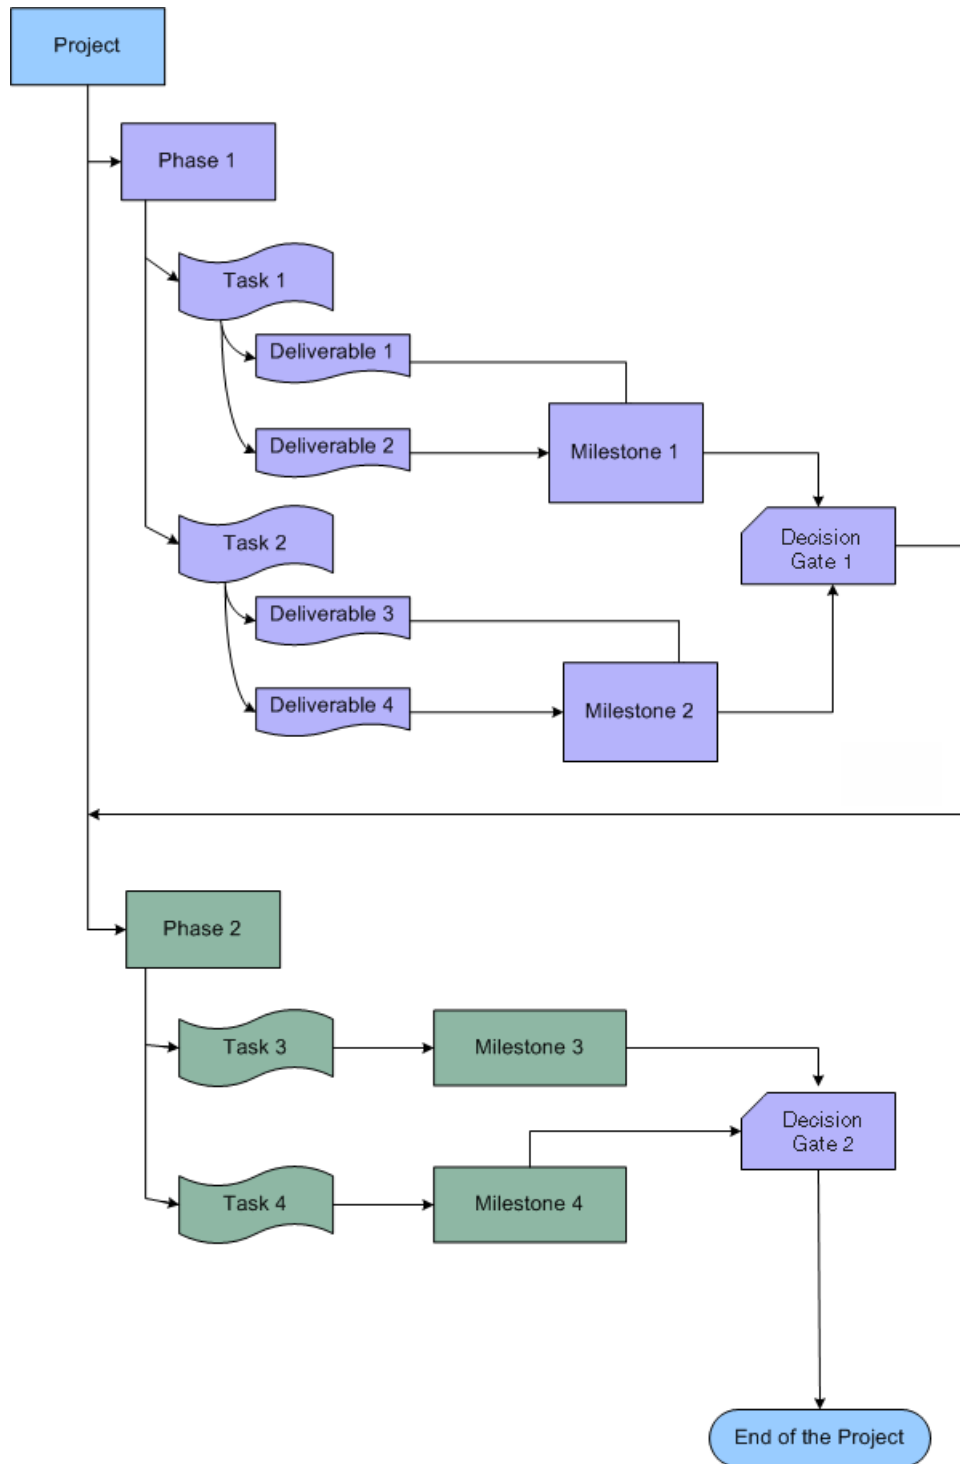 Project
Phase 1
Task 1
Deliverable 1
Deliverable 2
Milestone 1
Decision
Gate 1
Task 2
Deliverable 3
Deliverable 4
Milestone 2
Phase 2
Task 3
Milestone 3
Decision
Gate 2
Task 4
Milestone 4
End of the Project